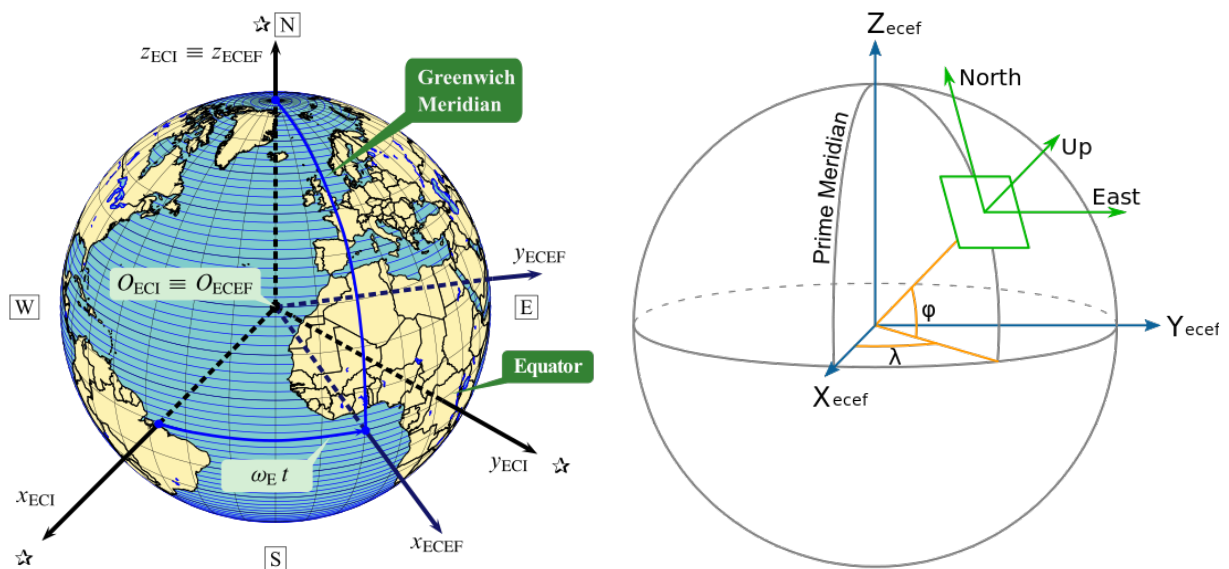 ☆ N
z_ECI ≡ z_ECEF
Greenwich
Meridian
y_ECEF
O_ECI ≡ O_ECEF
W
E
Equator
y_ECI ☆
ω_E t
x_ECI
☆
x_ECEF
S
Z_ecef
North
Up
East
Prime Meridian
φ
λ
Y_ecef
X_ecef